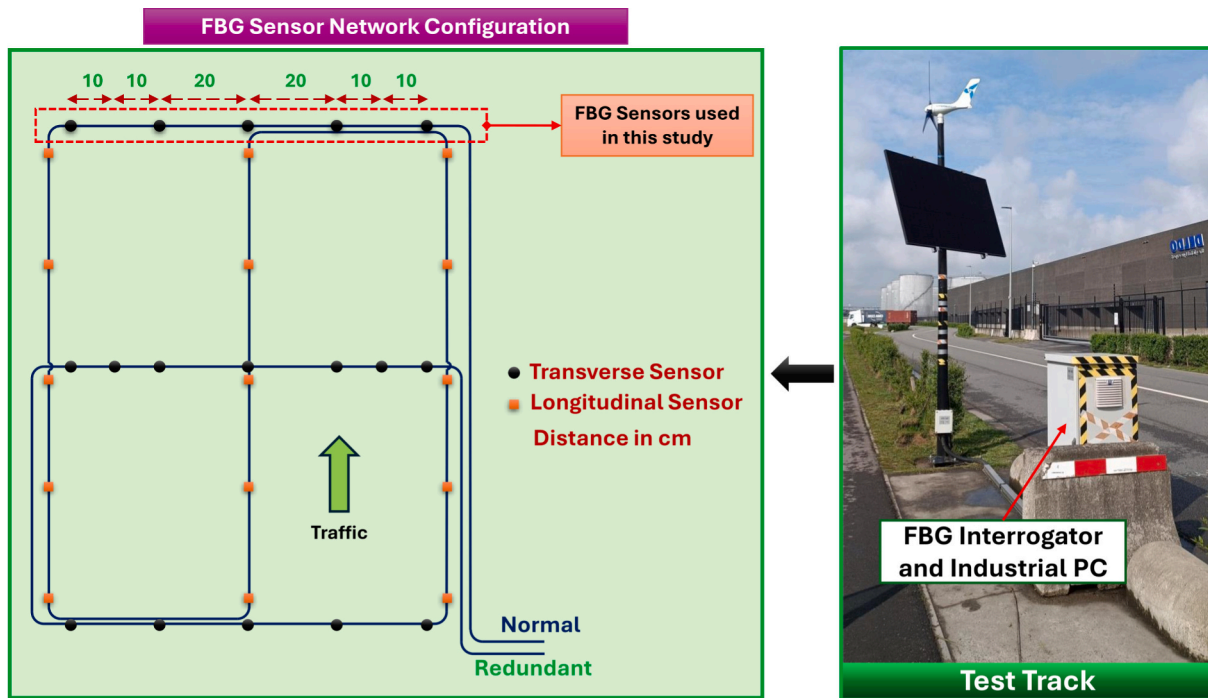 FBG Sensor Network Configuration
10 10 20 20 10 10
FBG Sensors used
in this study
Transverse Sensor
Longitudinal Sensor
Distance in cm
Traffic
Normal
Redundant
FBG Interrogator
and Industrial PC
Test Track